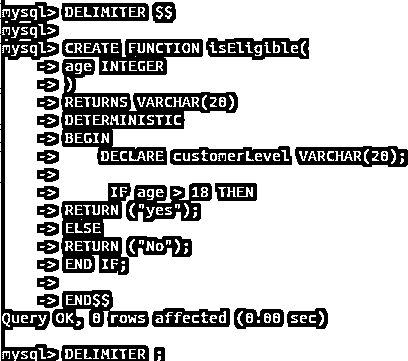 mysql> DELIMITER $$
mysql>
mysql> CREATE FUNCTION isEligible(
-> age INTEGER
-> )
-> RETURNS VARCHAR(20)
-> DETERMINISTIC
-> BEGIN
-> DECLARE customerLevel VARCHAR(20);
->
-> IF age > 18 THEN
-> RETURN ("yes");
-> ELSE
-> RETURN ("No");
-> END IF;
->
-> END$$
Query OK, 0 rows affected (0.00 sec)
mysql> DELIMITER ;